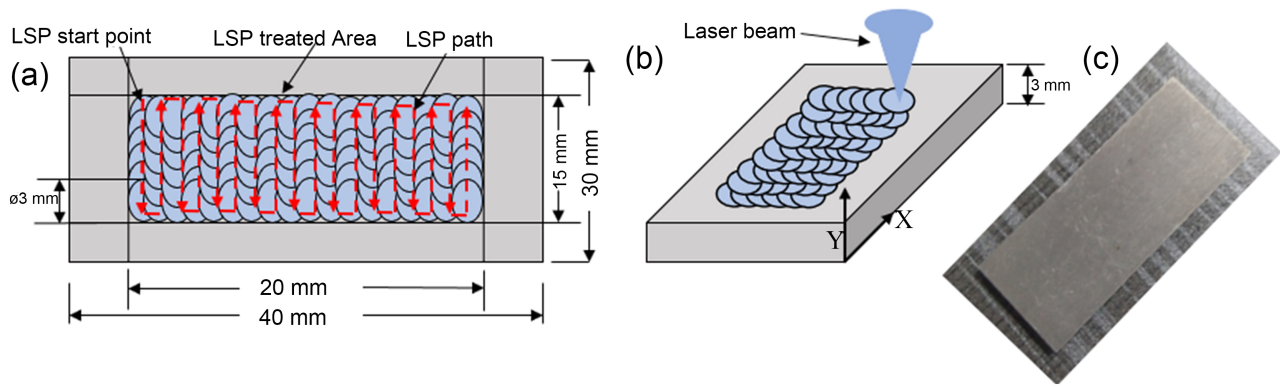 LSP start point
LSP treated Area
LSP path
(a)
ø3 mm
15 mm
30 mm
20 mm
40 mm
Laser beam
(b)
3 mm
Y
X
(c)